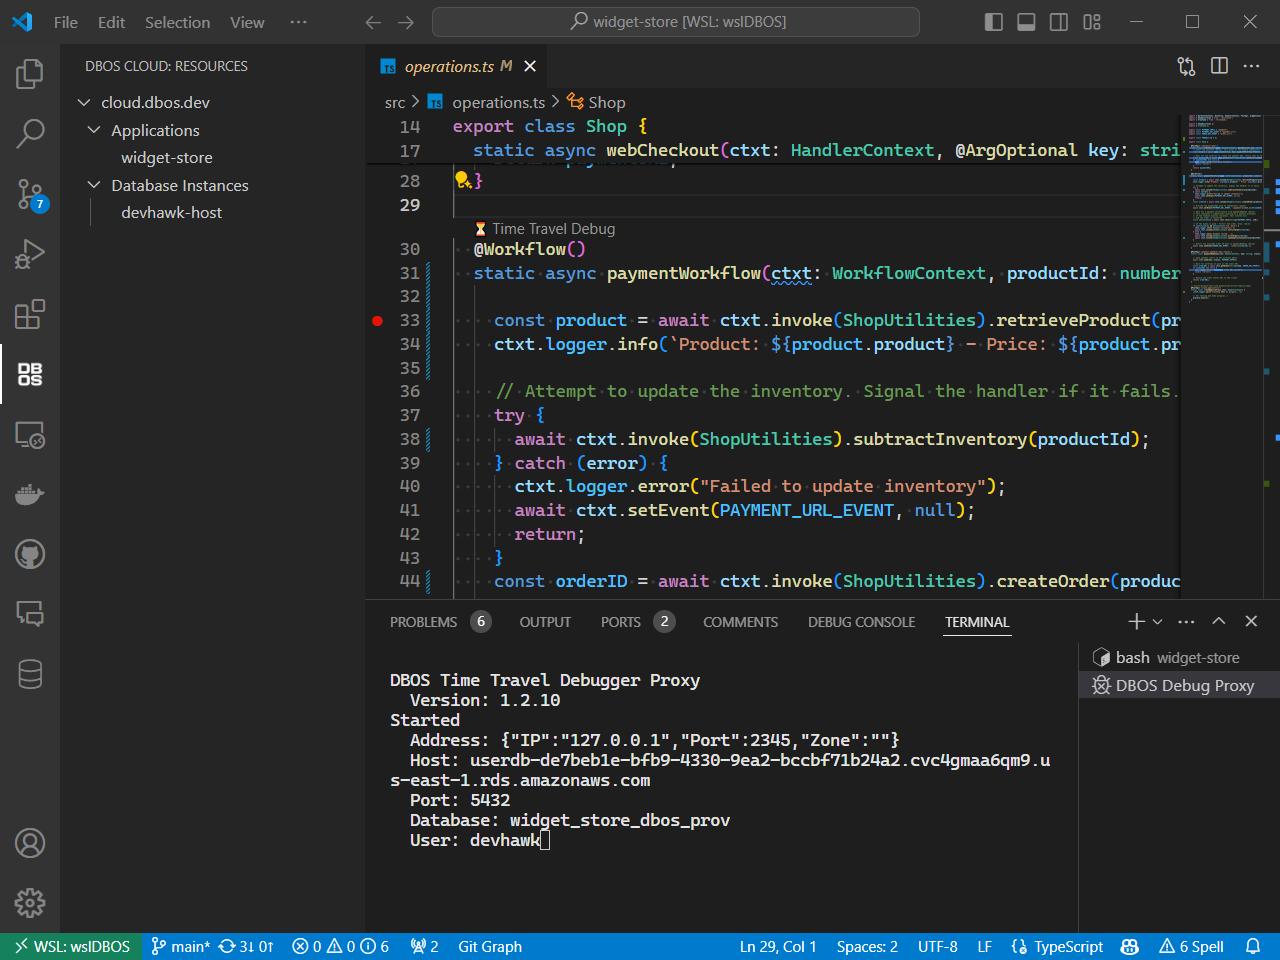 File Edit Selection View ···
widget-store [WSL: wslDBOS]
DBOS CLOUD: RESOURCES
cloud.dbos.dev
Applications
widget-store
Database Instances
devhawk-host
7
DB
OS
TS operations.ts M
src > TS operations.ts > Shop
14 export class Shop {
17 static async webCheckout(ctxt: HandlerContext, @ArgOptional key: stri
28 }
29
Time Travel Debug
30 @Workflow()
31 static async paymentWorkflow(ctxt: WorkflowContext, productId: number
32
33 const product = await ctxt.invoke(ShopUtilities).retrieveProduct(pr
34 ctxt.logger.info(`Product: ${product.product} - Price: ${product.pr
35
36 // Attempt to update the inventory. Signal the handler if it fails.
37 try {
38 await ctxt.invoke(ShopUtilities).subtractInventory(productId);
39 } catch (error) {
40 ctxt.logger.error("Failed to update inventory");
41 await ctxt.setEvent(PAYMENT_URL_EVENT, null);
42 return;
43 }
44 const orderID = await ctxt.invoke(ShopUtilities).createOrder(produc
PROBLEMS 6 OUTPUT PORTS 2 COMMENTS DEBUG CONSOLE TERMINAL
bash widget-store
DBOS Debug Proxy
DBOS Time Travel Debugger Proxy
Version: 1.2.10
Started
Address: {"IP":"127.0.0.1","Port":2345,"Zone":""}
Host: userdb-de7beb1e-bfb9-4330-9ea2-bccbf71b24a2.cvc4gmaa6qm9.u
s-east-1.rds.amazonaws.com
Port: 5432
Database: widget_store_dbos_prov
User: devhawk
WSL: wslDBOS main* 3↓ 0↑ 0 0 6 2 Git Graph Ln 29, Col 1 Spaces: 2 UTF-8 LF {} TypeScript 6 Spell